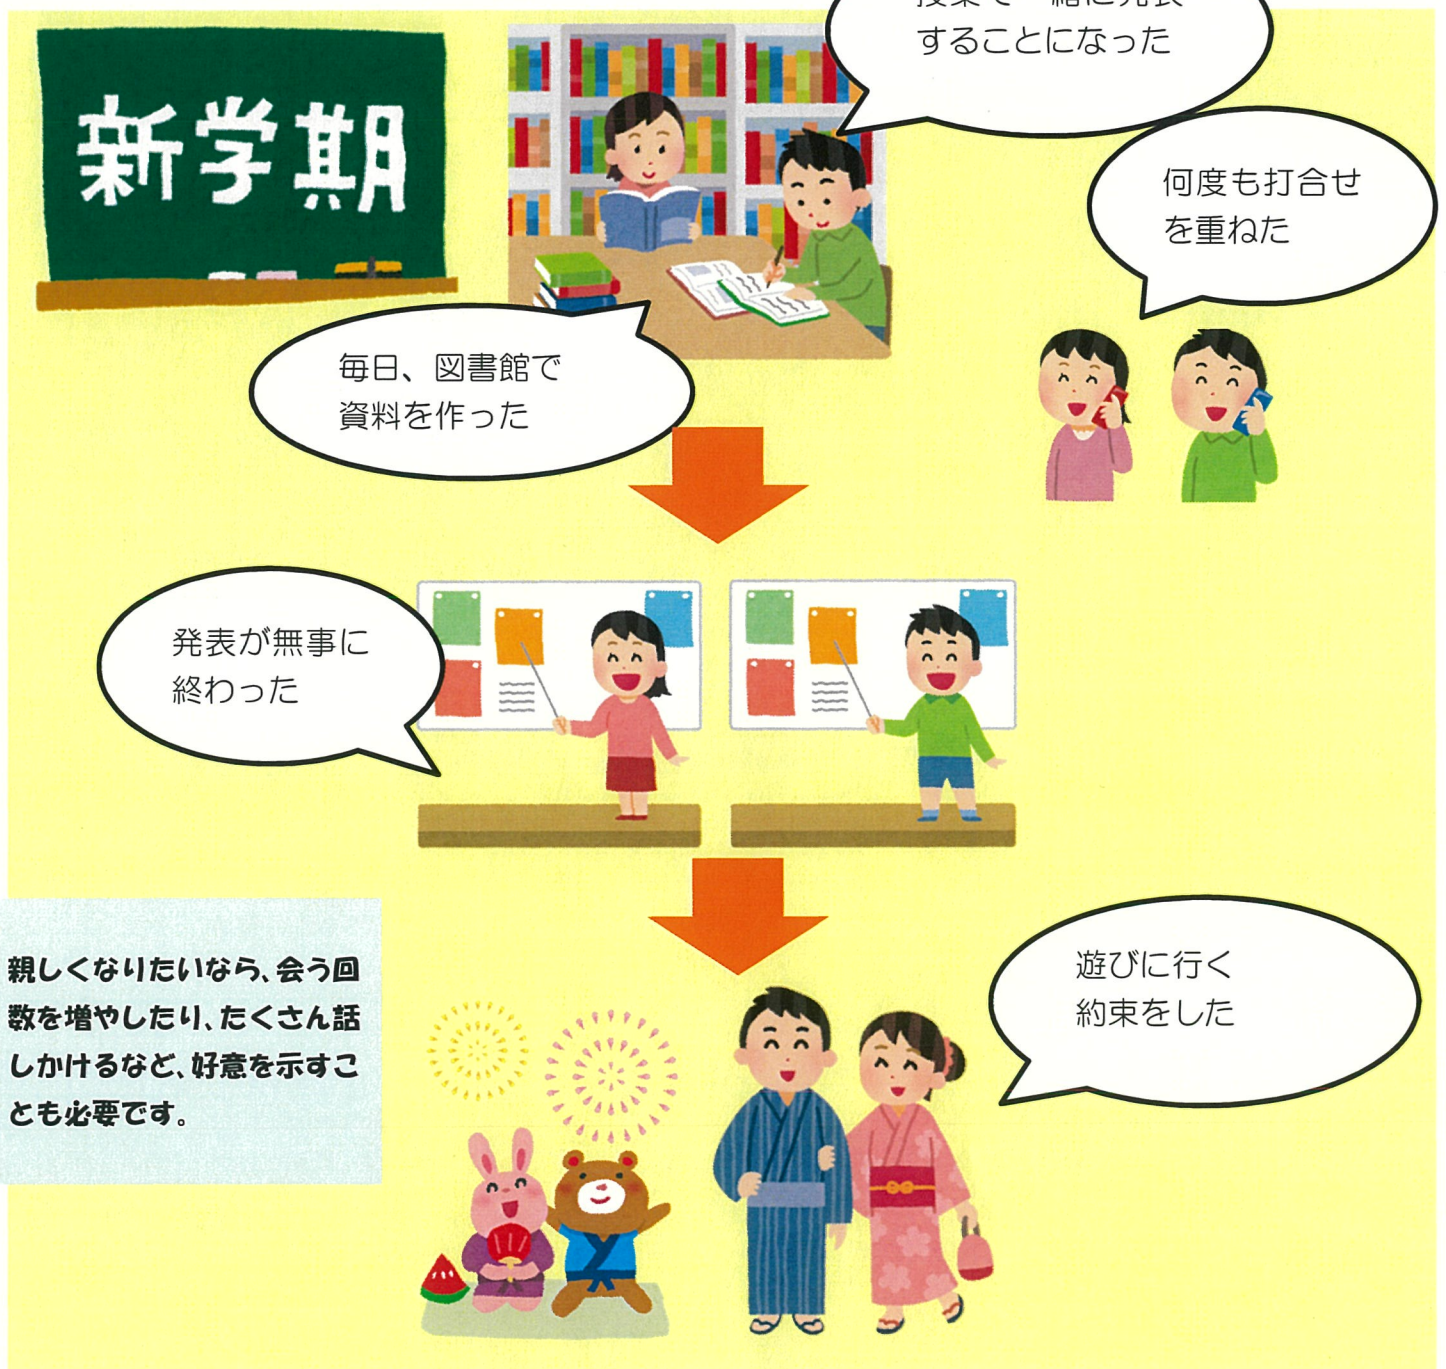 新学期
することになった
何度も打合せ
を重ねた
毎日、図書館で
資料を作った
発表が無事に
終わった
遊びに行く
約束をした
親しくなりたいなら、会う回
数を増やしたり、たくさん話
しかけるなど、好意を示すこ
とも必要です。